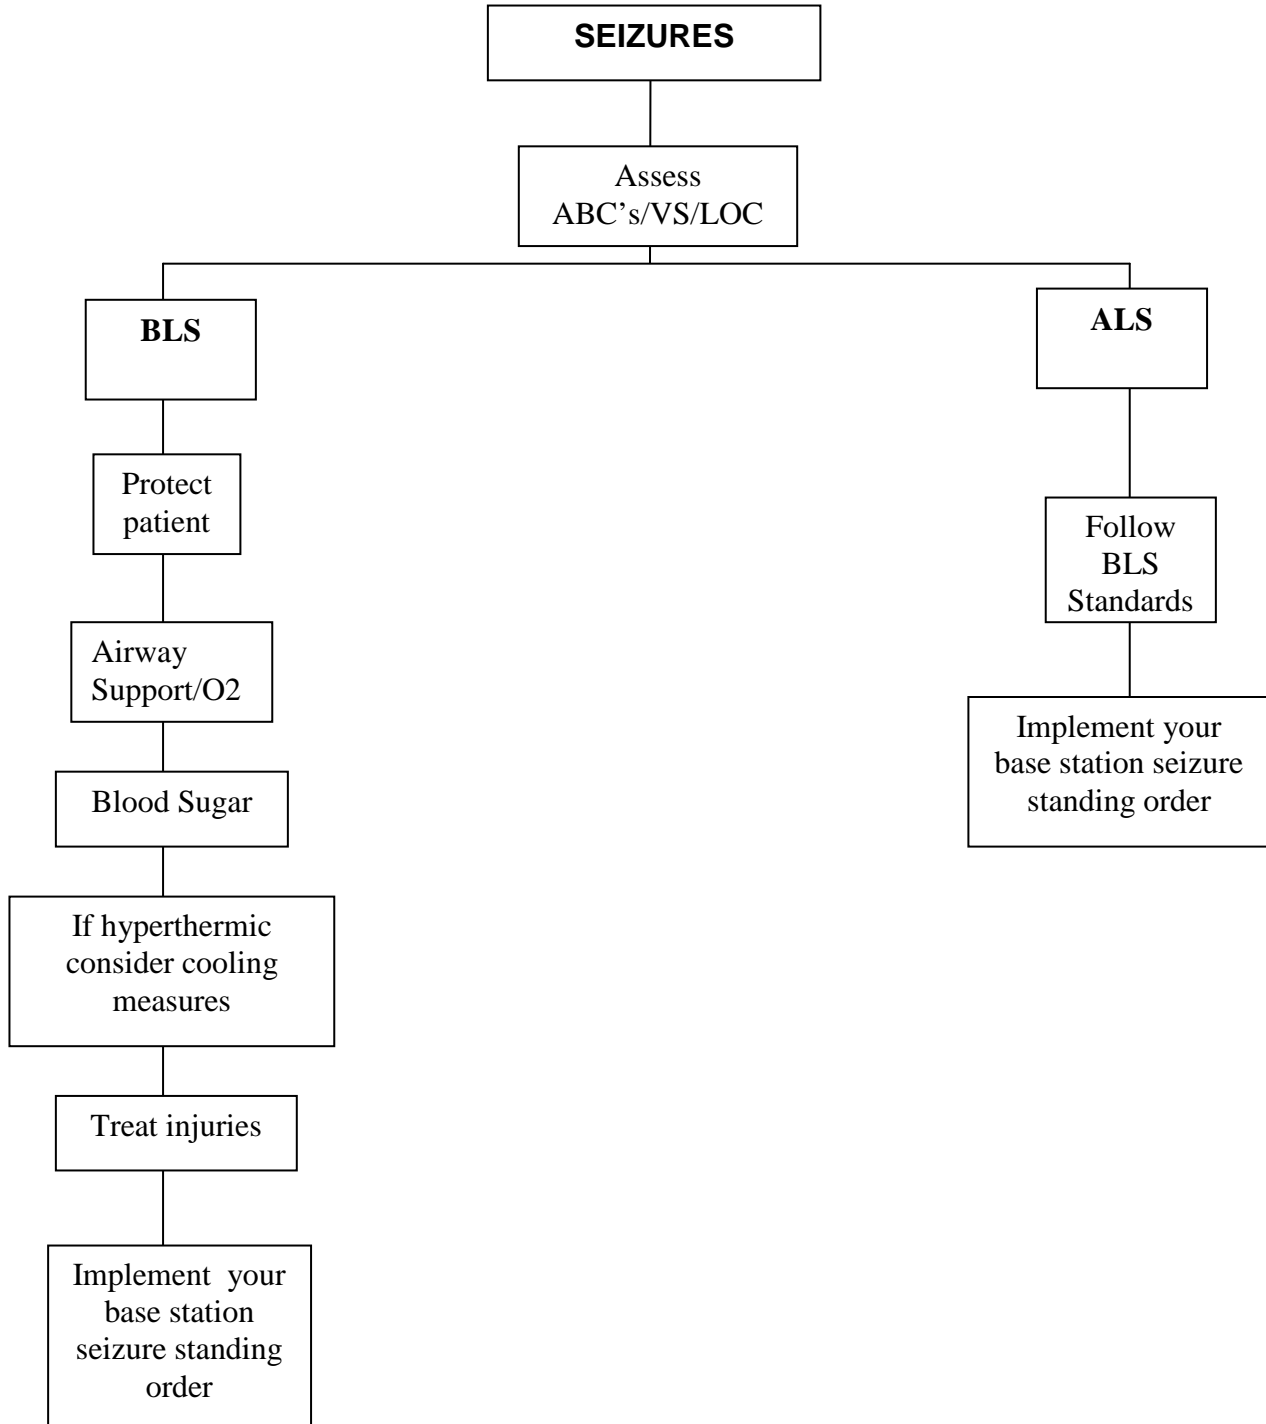 SEIZURES
Assess
ABC’s/VS/LOC
BLS
Protect
patient
Airway
Support/O2
Blood Sugar
If hyperthermic
consider cooling
measures
Treat injuries
Implement your
base station
seizure standing
order
ALS
Follow
BLS
Standards
Implement your
base station seizure
standing order